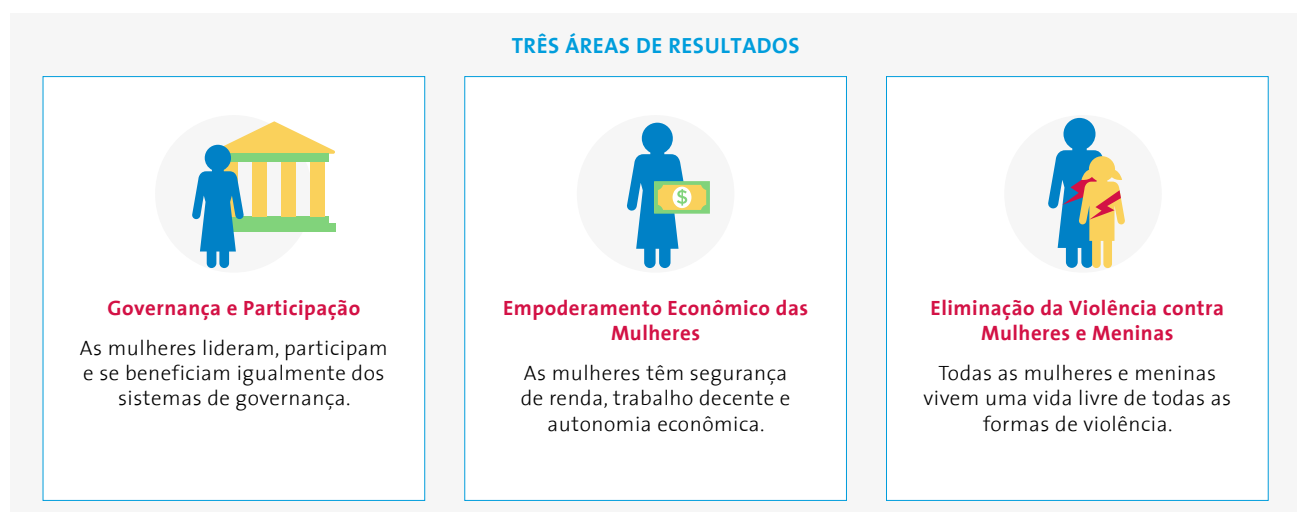 TRÊS ÁREAS DE RESULTADOS
$
Governança e Participação
As mulheres lideram, participam
e se beneficiam igualmente dos
sistemas de governança.
Empoderamento Econômico das
Mulheres
As mulheres têm segurança
de renda, trabalho decente e
autonomia econômica.
Eliminação da Violência contra
Mulheres e Meninas
Todas as mulheres e meninas
vivem uma vida livre de todas as
formas de violência.